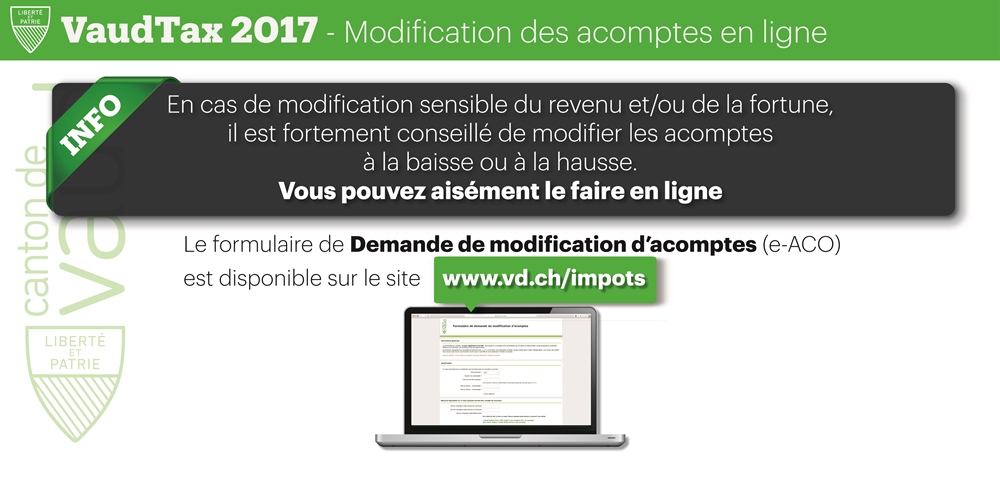 LIBERTÉ
ET
PATRIE
VaudTax 2017 - Modification des acomptes en ligne
INFO
En cas de modification sensible du revenu et/ou de la fortune,
il est fortement conseillé de modifier les acomptes
à la baisse ou à la hausse.
Vous pouvez aisément le faire en ligne
canton de
vaud
LIBERTÉ
ET
PATRIE
Le formulaire de Demande de modification d'acomptes (e-ACO)
est disponible sur le site www.vd.ch/impots
Formulaire de demande de modification d'acomptes